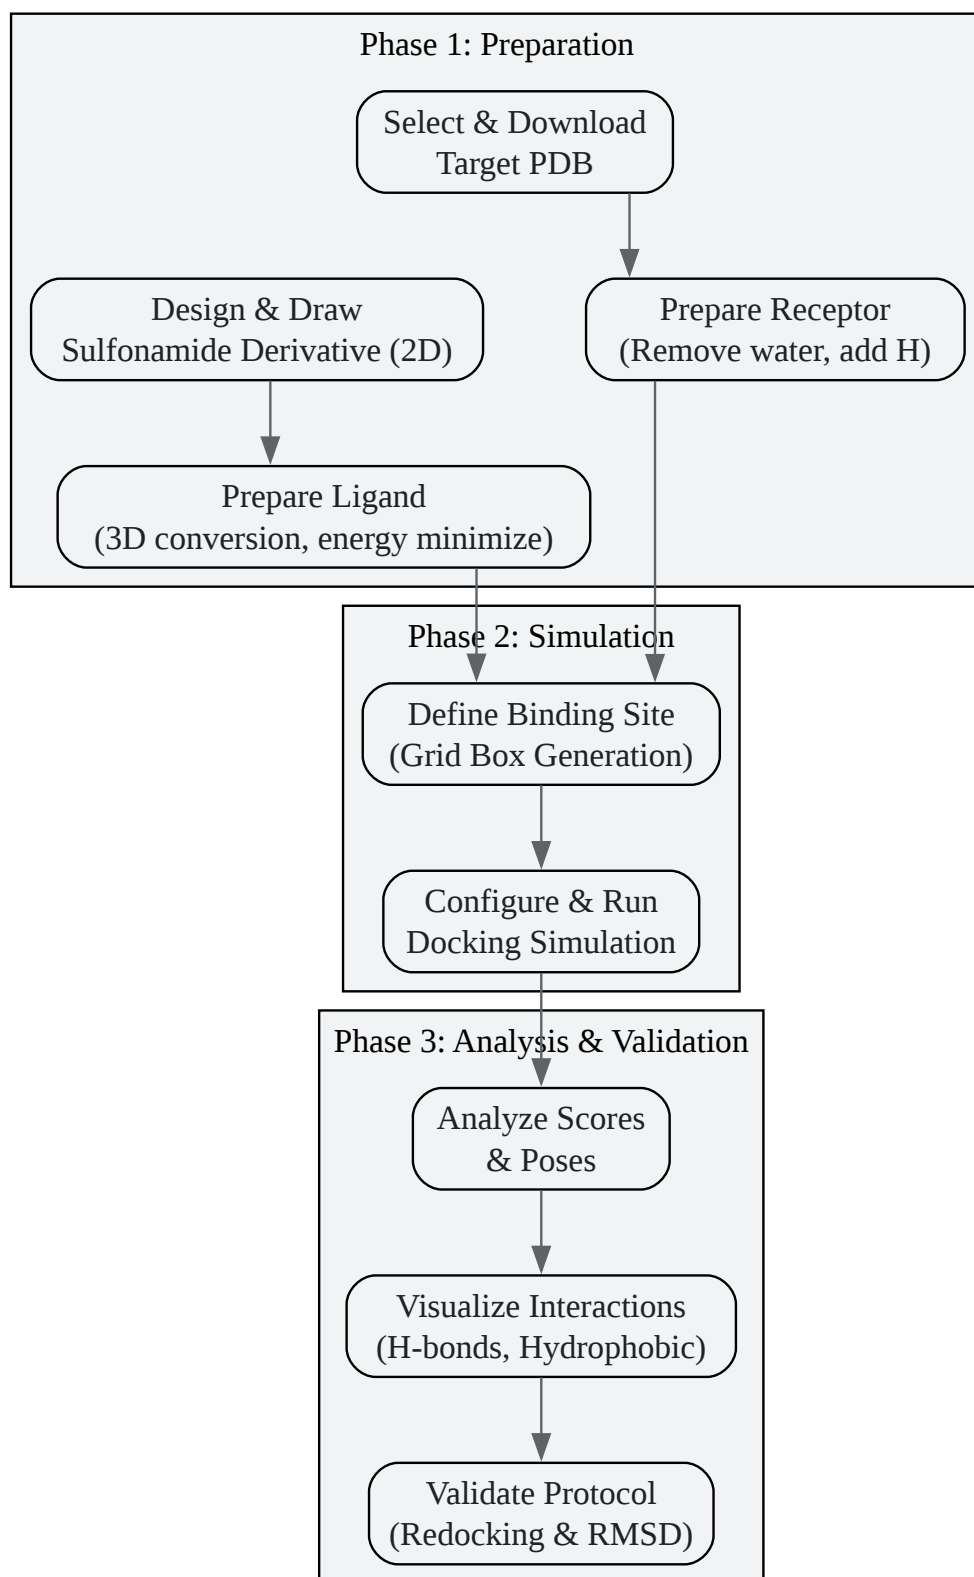 Phase 1: Preparation
Select & Download
Target PDB
Design & Draw
Sulfonamide Derivative (2D)
Prepare Receptor
(Remove water, add H)
Prepare Ligand
(3D conversion, energy minimize)
Phase 2: Simulation
Define Binding Site
(Grid Box Generation)
Configure & Run
Docking Simulation
Phase 3: Analysis & Validation
Analyze Scores
& Poses
Visualize Interactions
(H-bonds, Hydrophobic)
Validate Protocol
(Redocking & RMSD)